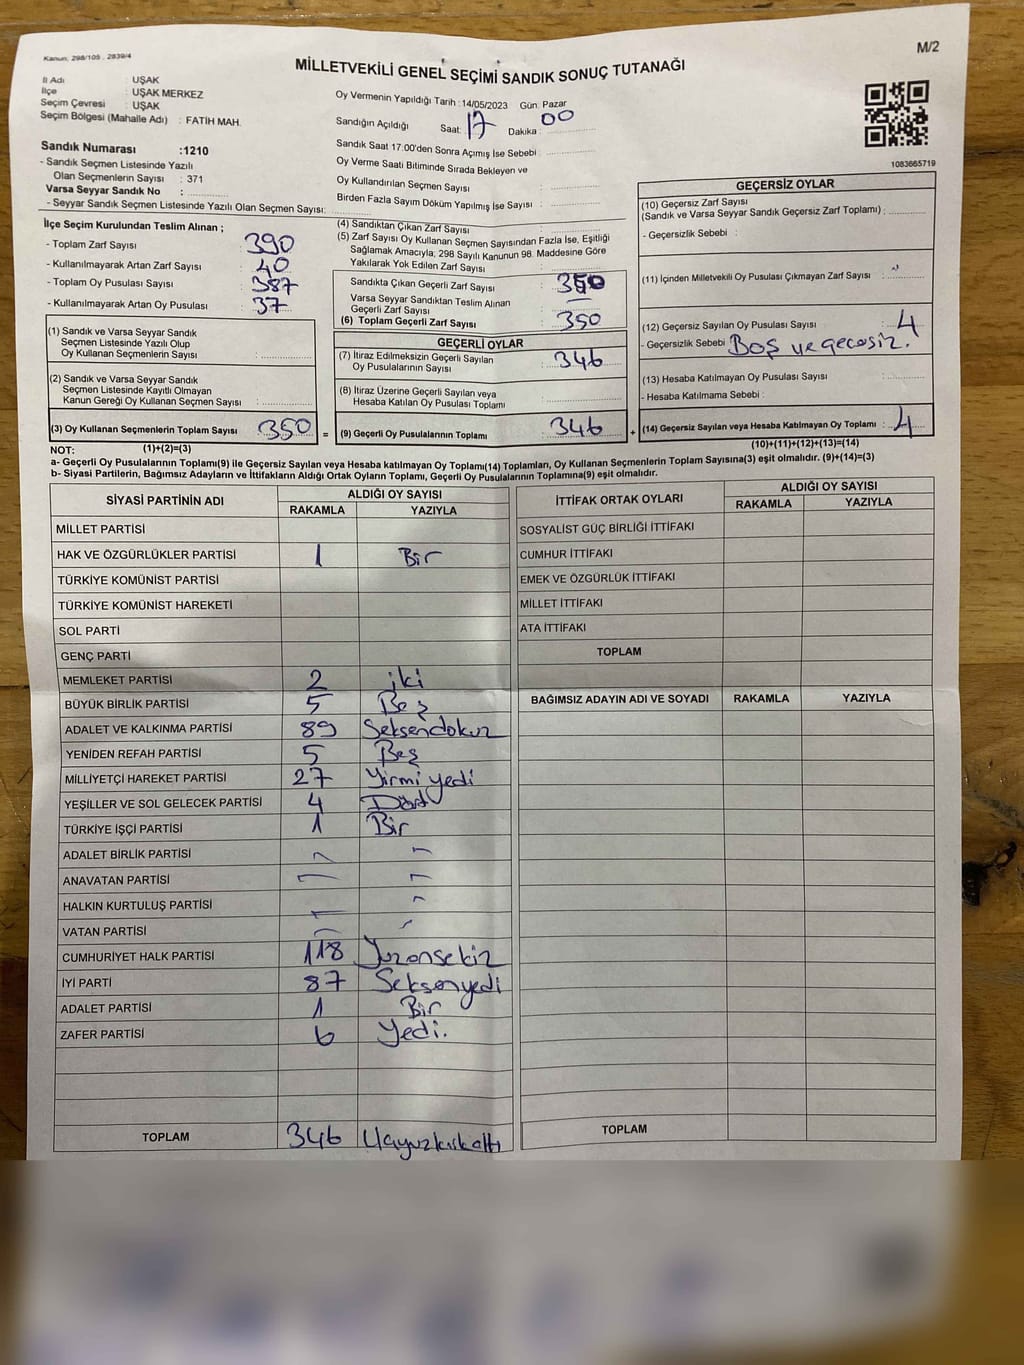 Kanun: 298/105 , 2839/4
M/2
MİLLETVEKİLİ GENEL SEÇİMİ SANDIK SONUÇ TUTANAĞI
İl Adı : UŞAK
İlçe : UŞAK MERKEZ
Seçim Çevresi : UŞAK
Seçim Bölgesi (Mahalle Adı) : FATİH MAH.
Sandık Numarası :1210
- Sandık Seçmen Listesinde Yazılı
Olan Seçmenlerin Sayısı : 371
Varsa Seyyar Sandık No :
- Seyyar Sandık Seçmen Listesinde Yazılı Olan Seçmen Sayısı:
Oy Vermenin Yapıldığı Tarih : 14/05/2023 Gün: Pazar
Sandığın Açıldığı Saat: 17 Dakika : 00
Sandık Saat 17:00'den Sonra Açımış İse Sebebi :
Oy Verme Saati Bitiminde Sırada Bekleyen ve
Oy Kullandırılan Seçmen Sayısı :
Birden Fazla Sayım Döküm Yapılmış İse Sayısı :
1083665719
İlçe Seçim Kurulundan Teslim Alınan ;
- Toplam Zarf Sayısı : 390
- Kullanılmayarak Artan Zarf Sayısı : 40
- Toplam Oy Pusulası Sayısı : 387
- Kullanılmayarak Artan Oy Pusulası : 37
(1) Sandık ve Varsa Seyyar Sandık
Seçmen Listesinde Yazılı Olup
Oy Kullanan Seçmenlerin Sayısı :
(2) Sandık ve Varsa Seyyar Sandık
Seçmen Listesinde Kayıtlı Olmayan
Kanun Gereği Oy Kullanan Seçmen Sayısı :
(3) Oy Kullanan Seçmenlerin Toplam Sayısı : 350 =
(4) Sandıktan Çıkan Zarf Sayısı :
(5) Zarf Sayısı Oy Kullanan Seçmen Sayısından Fazla İse, Eşitliği
Sağlamak Amacıyla; 298 Sayılı Kanunun 98. Maddesine Göre
Yakılarak Yok Edilen Zarf Sayısı :
Sandıkta Çıkan Geçerli Zarf Sayısı : 350
Varsa Seyyar Sandıktan Teslim Alınan
Geçerli Zarf Sayısı :
(6) Toplam Geçerli Zarf Sayısı : 350
GEÇERLİ OYLAR
(7) İtiraz Edilmeksizin Geçerli Sayılan
Oy Pusulalarının Sayısı : 346
(8) İtiraz Üzerine Geçerli Sayılan veya
Hesaba Katılan Oy Pusulası Toplamı :
(9) Geçerli Oy Pusulalarının Toplamı : 346 +
GEÇERSİZ OYLAR
(10) Geçersiz Zarf Sayısı
(Sandık ve Varsa Seyyar Sandık Geçersiz Zarf Toplamı) :
- Geçersizlik Sebebi :
(11) İçinden Milletvekili Oy Pusulası Çıkmayan Zarf Sayısı :
(12) Geçersiz Sayılan Oy Pusulası Sayısı : 4
- Geçersizlik Sebebi : Boş ve geçersiz.
(13) Hesaba Katılmayan Oy Pusulası Sayısı :
- Hesaba Katılmama Sebebi :
(14) Geçersiz Sayılan veya Hesaba Katılmayan Oy Toplamı : 4
NOT: (1)+(2)=(3) (10)+(11)+(12)+(13)=(14)
a- Geçerli Oy Pusulalarının Toplamı(9) ile Geçersiz Sayılan veya Hesaba katılmayan Oy Toplamı(14) Toplamları, Oy Kullanan Seçmenlerin Toplam Sayısına(3) eşit olmalıdır. (9)+(14)=(3)
b- Siyasi Partilerin, Bağımsız Adayların ve İttifakların Aldığı Ortak Oyların Toplamı, Geçerli Oy Pusulalarının Toplamına(9) eşit olmalıdır.
SİYASİ PARTİNİN ADI ALDIĞI OY SAYISI
RAKAMLA YAZIYLA
MİLLET PARTİSİ
HAK VE ÖZGÜRLÜKLER PARTİSİ 1 Bir
TÜRKİYE KOMÜNİST PARTİSİ
TÜRKİYE KOMÜNİST HAREKETİ
SOL PARTİ
GENÇ PARTİ
MEMLEKET PARTİSİ 2 iki
BÜYÜK BİRLİK PARTİSİ 5 Beş
ADALET VE KALKINMA PARTİSİ 89 Seksendokuz
YENİDEN REFAH PARTİSİ 5 Beş
MİLLİYETÇİ HAREKET PARTİSİ 27 Yirmi yedi
YEŞİLLER VE SOL GELECEK PARTİSİ 4 Dört
TÜRKİYE İŞÇİ PARTİSİ 1 Bir
ADALET BİRLİK PARTİSİ
ANAVATAN PARTİSİ
HALKIN KURTULUŞ PARTİSİ
VATAN PARTİSİ
CUMHURİYET HALK PARTİSİ 118 Yuzonsekiz
İYİ PARTİ 87 Seksenyedi
ADALET PARTİSİ 1 Bir
ZAFER PARTİSİ 6 Yedi.
TOPLAM 346
İTTİFAK ORTAK OYLARI ALDIĞI OY SAYISI
RAKAMLA YAZIYLA
SOSYALİST GÜÇ BİRLİĞİ İTTİFAKI
CUMHUR İTTİFAKI
EMEK VE ÖZGÜRLÜK İTTİFAKI
MİLLET İTTİFAKI
ATA İTTİFAKI
TOPLAM
BAĞIMSIZ ADAYIN ADI VE SOYADI RAKAMLA YAZIYLA
TOPLAM